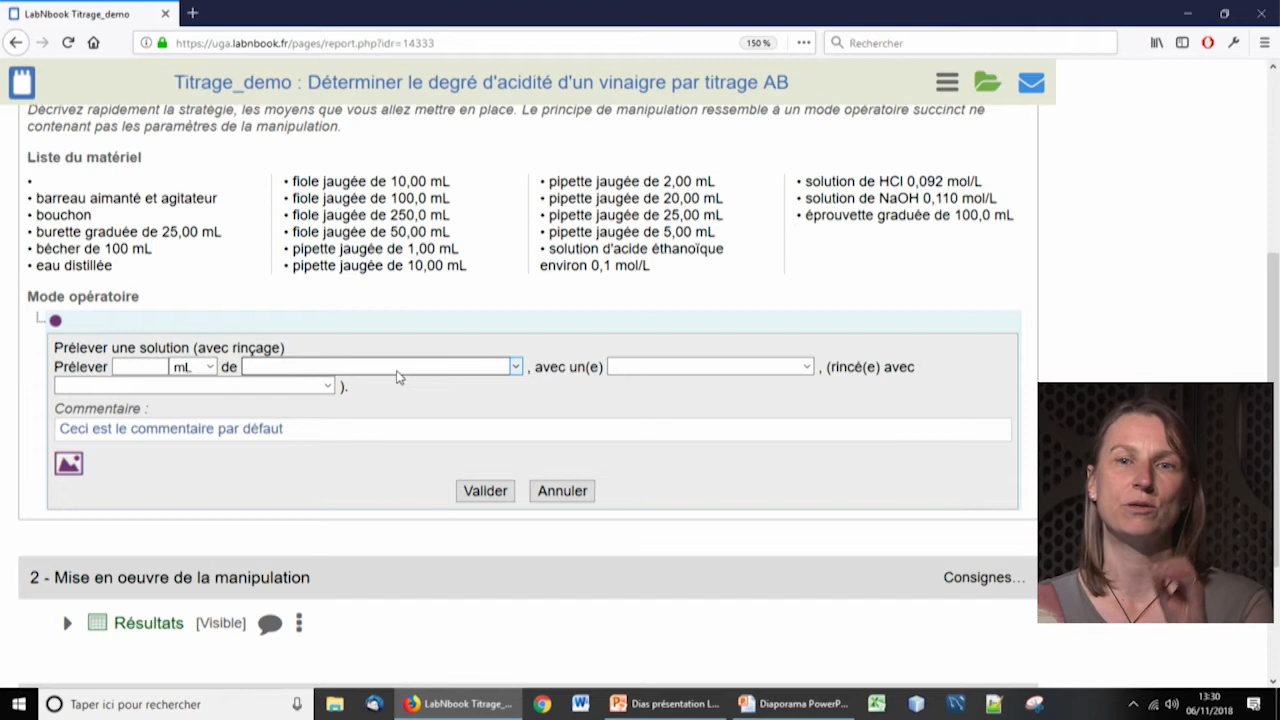 LabNbook Titrage_demo
https://uga.labnbook.fr/pages/report.php?idr=14333
150 %
Rechercher
Titrage_demo : Déterminer le degré d'acidité d'un vinaigre par titrage AB
Décrivez rapidement la stratégie, les moyens que vous allez mettre en place. Le principe de manipulation ressemble à un mode opératoire succinct ne
contenant pas les paramètres de la manipulation.
Liste du matériel
•
• barreau aimanté et agitateur
• bouchon
• burette graduée de 25,00 mL
• bécher de 100 mL
• eau distillée
• fiole jaugée de 10,00 mL
• fiole jaugée de 100,0 mL
• fiole jaugée de 250,0 mL
• fiole jaugée de 50,00 mL
• pipette jaugée de 1,00 mL
• pipette jaugée de 10,00 mL
• pipette jaugée de 2,00 mL
• pipette jaugée de 20,00 mL
• pipette jaugée de 25,00 mL
• pipette jaugée de 5,00 mL
• solution d'acide éthanoïque
environ 0,1 mol/L
• solution de HCl 0,092 mol/L
• solution de NaOH 0,110 mol/L
• éprouvette graduée de 100,0 mL
Mode opératoire
Prélever une solution (avec rinçage)
Prélever mL de , avec un(e) , (rincé(e) avec
).
Commentaire :
Ceci est le commentaire par défaut
Valider Annuler
2 - Mise en oeuvre de la manipulation Consignes...
Résultats [Visible]
Taper ici pour rechercher
LabNbook Titrage_...
Dias présentation L...
Diaporama PowerP...
13:30
06/11/2018